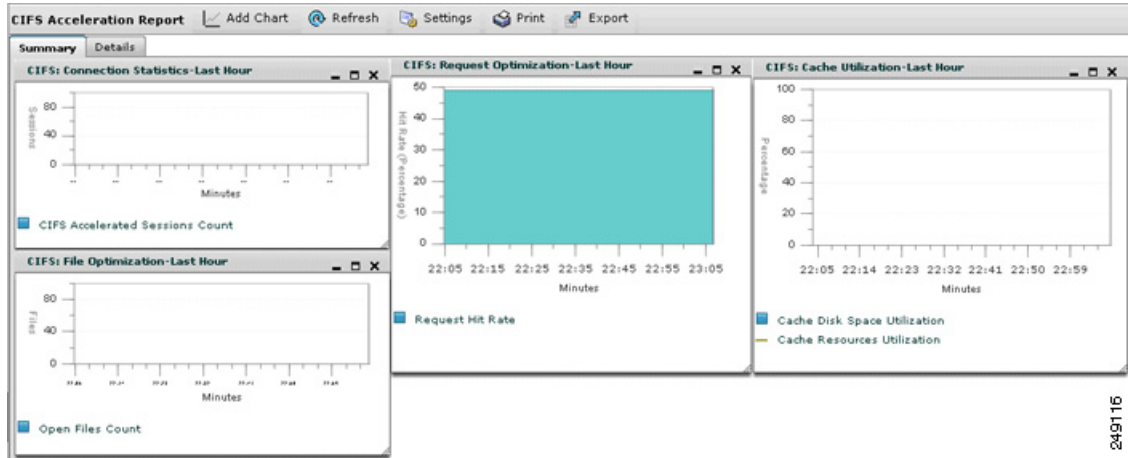 CIFS Acceleration Report Add Chart Refresh Settings Print Export
Summary Details
CIFS: Connection Statistics-Last Hour
80
40
0
Sessions
Minutes
CIFS Accelerated Sessions Count
CIFS: File Optimization-Last Hour
80
40
0
Files
Minutes
Open Files Count
CIFS: Request Optimization-Last Hour
50
40
30
20
10
0
Hit Rate (Percentage)
22:05 22:15 22:25 22:35 22:45 22:55 23:05
Minutes
Request Hit Rate
CIFS: Cache Utilization-Last Hour
100
80
60
40
20
0
Percentage
22:05 22:14 22:23 22:32 22:41 22:50 22:59
Minutes
Cache Disk Space Utilization
Cache Resources Utilization
249116